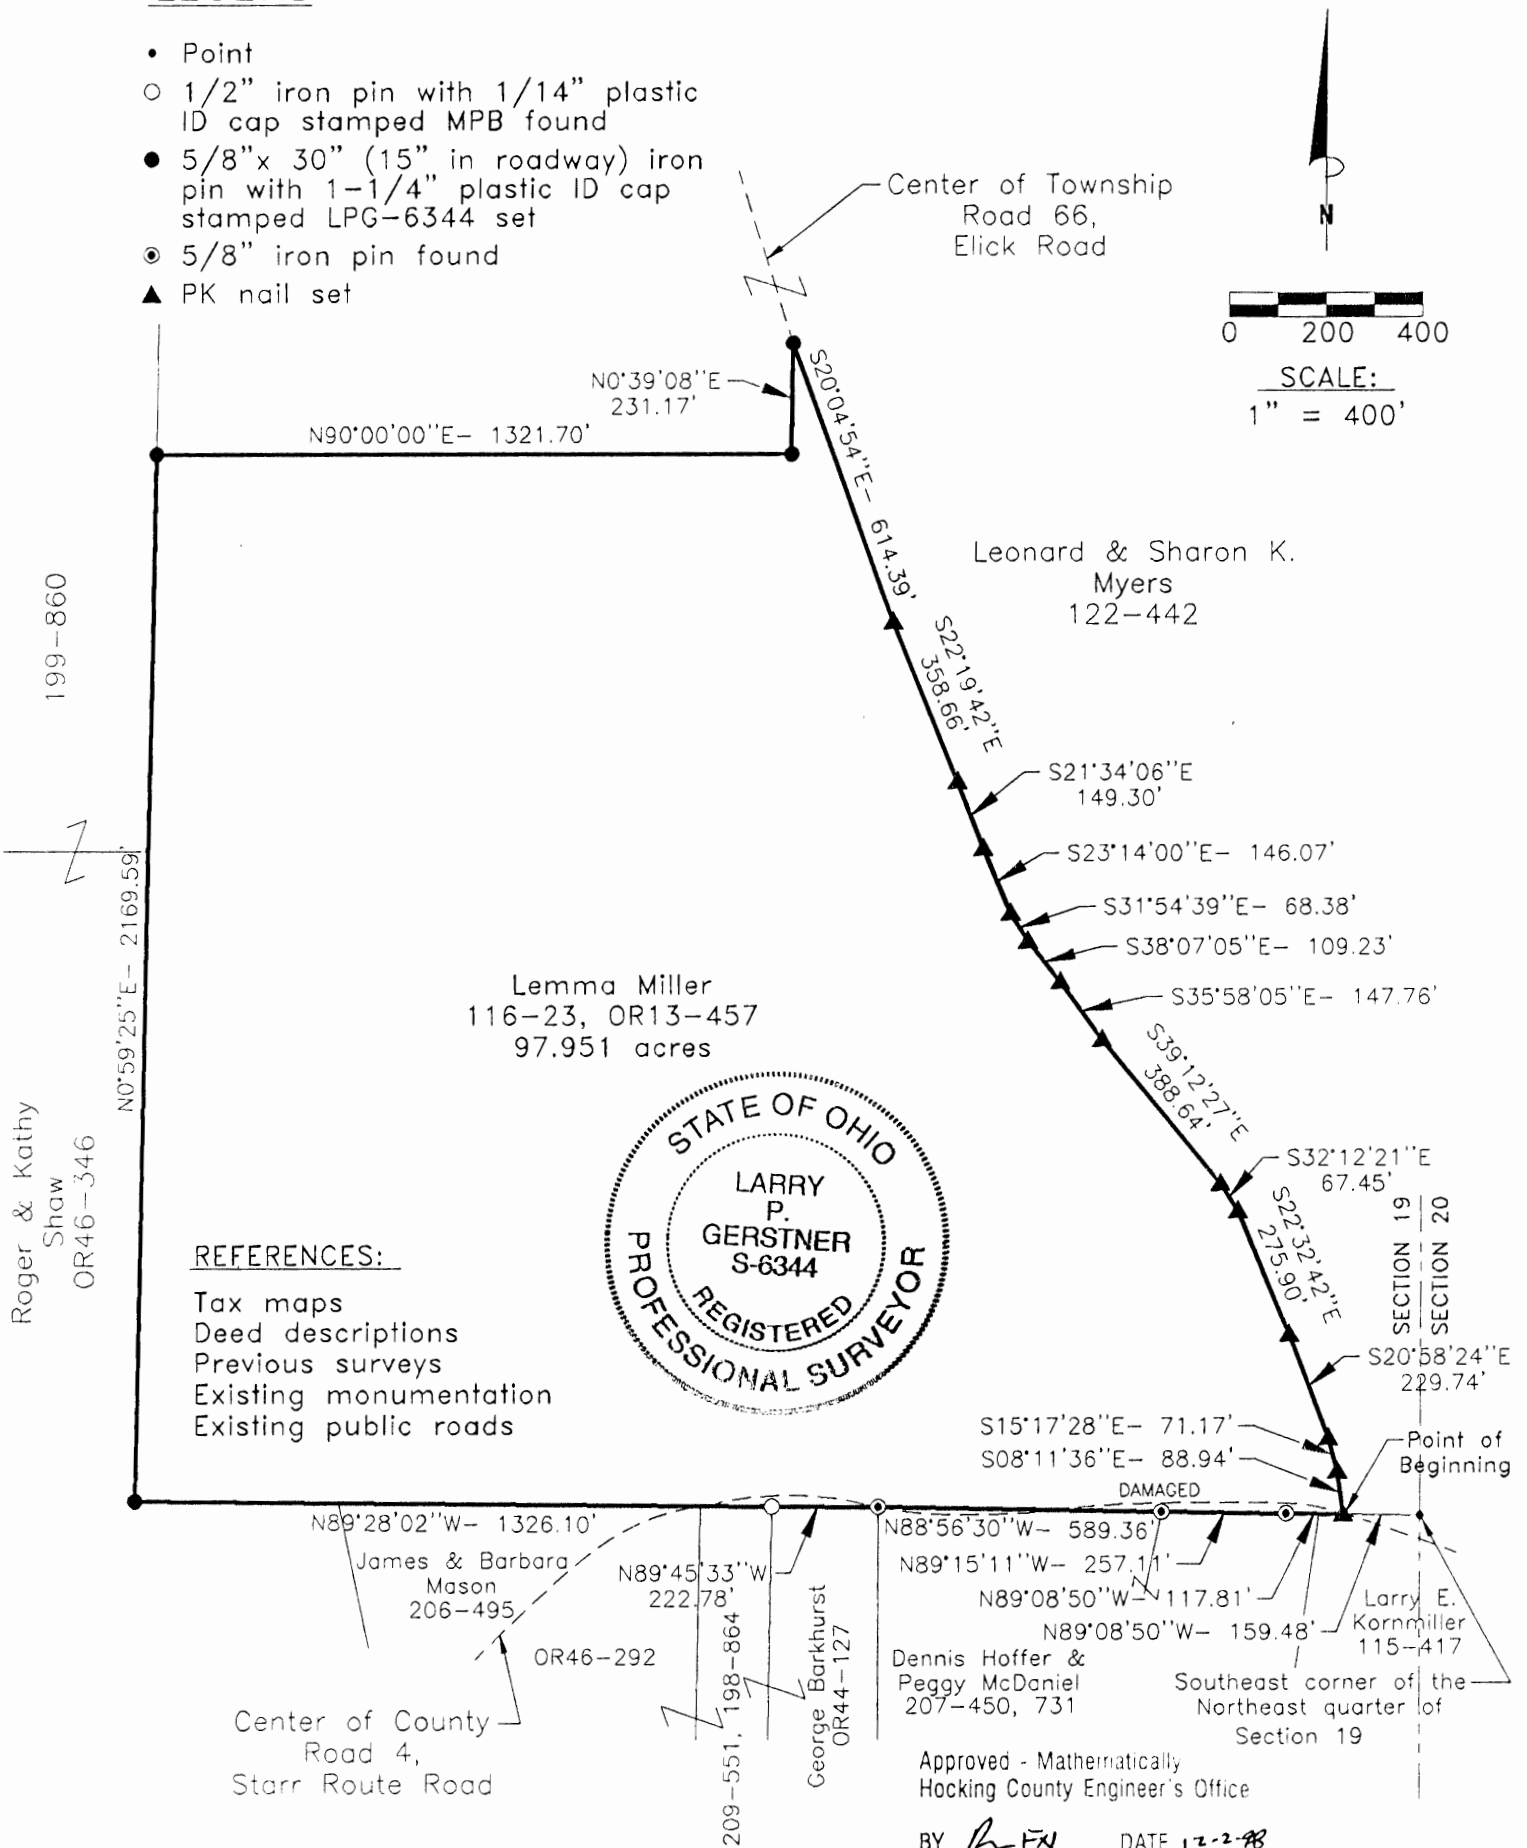 • Point
○ 1/2" iron pin with 1/14" plastic
ID cap stamped MPB found
● 5/8"x 30" (15" in roadway) iron
pin with 1-1/4" plastic ID cap
stamped LPG-6344 set
◉ 5/8" iron pin found
▲ PK nail set
Center of Township
Road 66,
Elick Road
N
0 200 400
SCALE:
1" = 400'
N0°39'08"E
231.17'
N90°00'00"E- 1321.70'
S20°04'54"E- 614.39'
Leonard & Sharon K.
Myers
122-442
199-860
S22°19'42"E
358.66'
S21°34'06"E
149.30'
S23°14'00"E- 146.07'
S31°54'39"E- 68.38'
S38°07'05"E- 109.23'
S35°58'05"E- 147.76'
N0°59'25"E- 2169.59'
Lemma Miller
116-23, OR13-457
97.951 acres
S39°12'27"E
388.64'
STATE OF OHIO
LARRY
P.
GERSTNER
S-6344
REGISTERED
PROFESSIONAL SURVEYOR
S32°12'21"E
67.45'
S22°32'42"E
275.90'
SECTION 19
SECTION 20
Roger & Kathy
Shaw
OR46-346
REFERENCES:
Tax maps
Deed descriptions
Previous surveys
Existing monumentation
Existing public roads
S20°58'24"E
229.74'
S15°17'28"E- 71.17'
S08°11'36"E- 88.94'
Point of
Beginning
DAMAGED
N89°28'02"W- 1326.10'
N88°56'30"W- 589.36'
James & Barbara
Mason
206-495
N89°45'33"W
222.78'
N89°15'11"W- 257.11'
N89°08'50"W- 117.81'
N89°08'50"W- 159.48'
Larry E.
Kornmiller
115-417
OR46-292
209-551, 198-864
George Barkhurst
OR44-127
Dennis Hoffer &
Peggy McDaniel
207-450, 731
Southeast corner of the
Northeast quarter of
Section 19
Center of County
Road 4,
Starr Route Road
Approved - Mathematically
Hocking County Engineer's Office
BY DATE 12-2-98